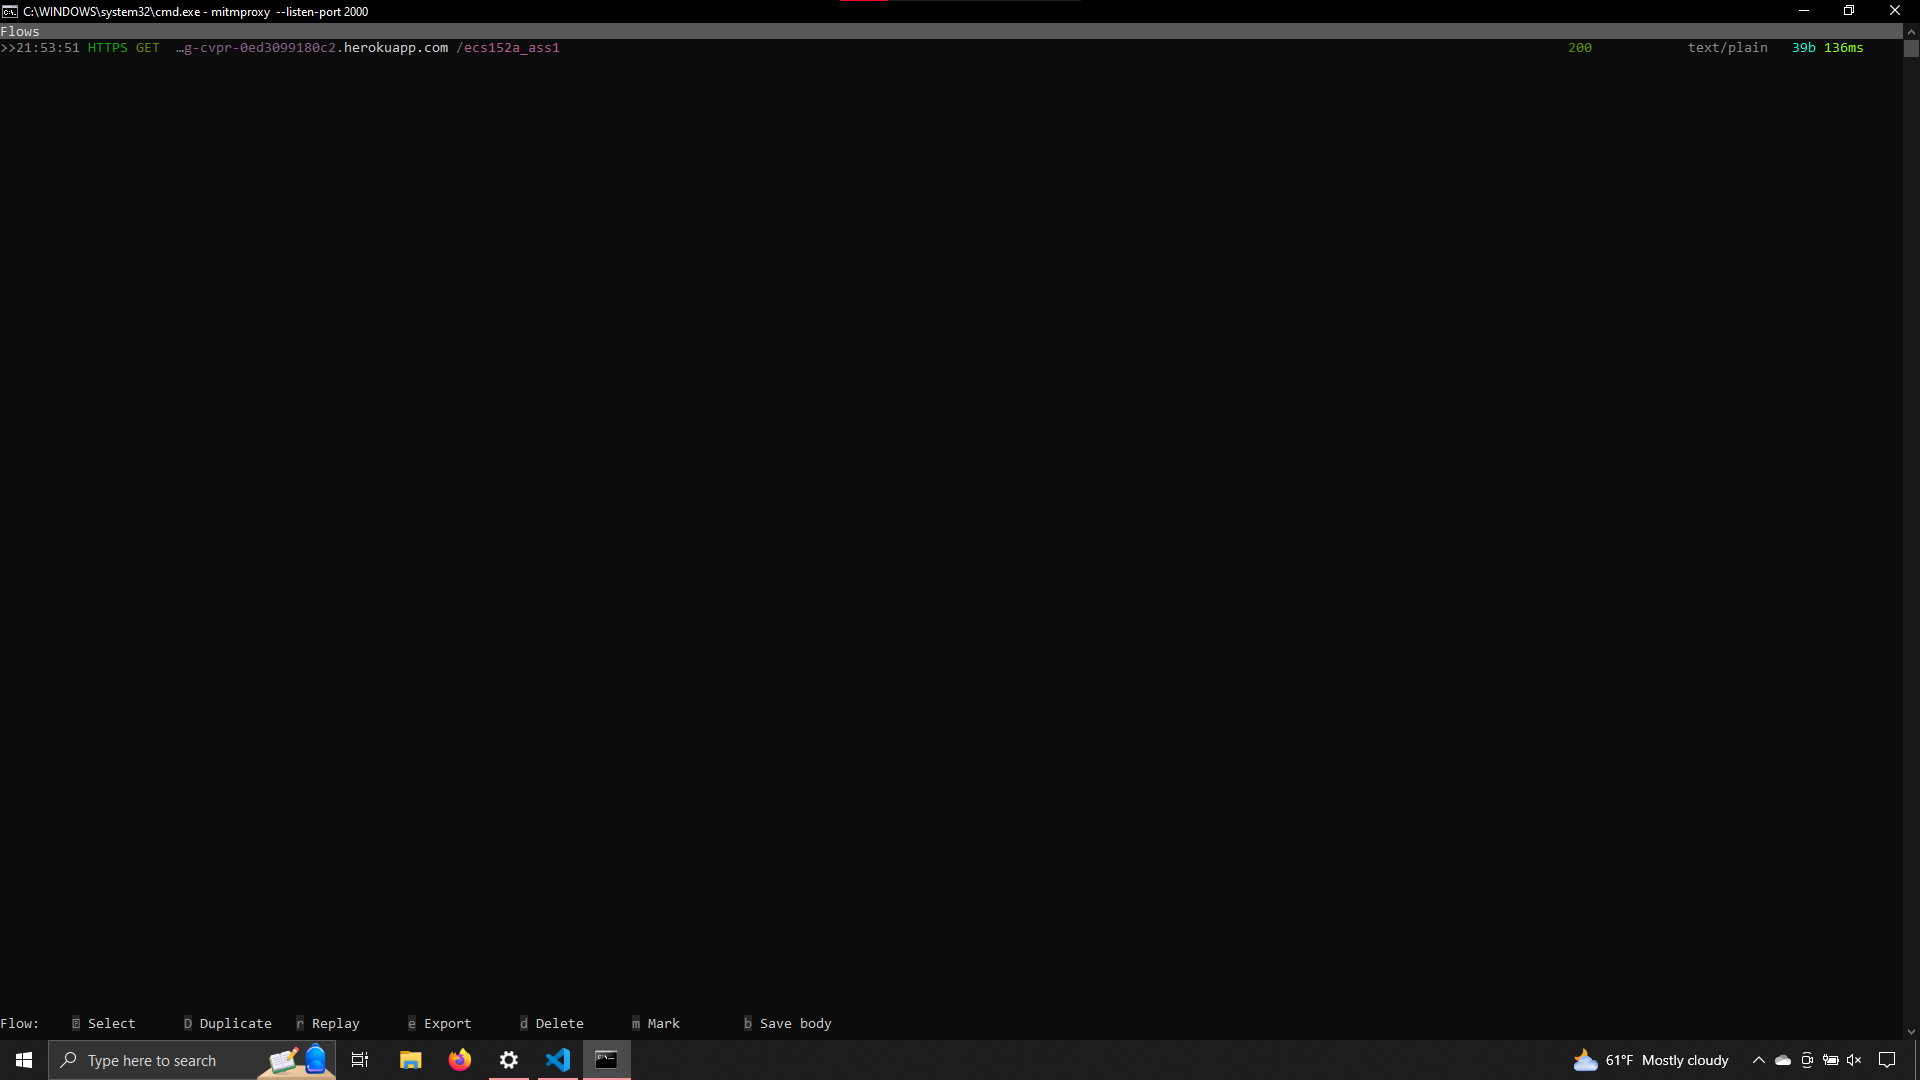 C:\WINDOWS\system32\cmd.exe - mitmproxy --listen-port 2000
Flows
>>21:53:51 HTTPS GET …g-cvpr-0ed3099180c2.herokuapp.com /ecs152a_ass1 200 text/plain 39b 136ms
Flow: Select D Duplicate r Replay e Export d Delete m Mark b Save body
Type here to search 61°F Mostly cloudy